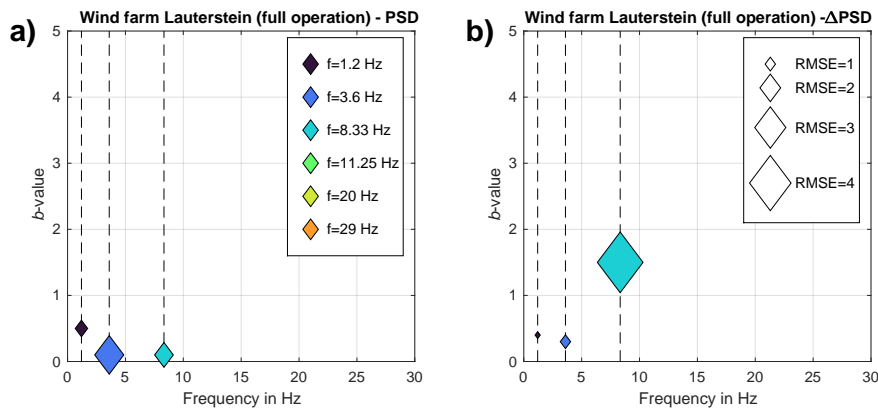 a)
Wind farm Lauterstein (full operation) - PSD
f=1.2 Hz
f=3.6 Hz
f=8.33 Hz
f=11.25 Hz
f=20 Hz
f=29 Hz
b-value
5
4
3
2
1
0
0 5 10 15 20 25 30
Frequency in Hz
b)
Wind farm Lauterstein (full operation) -ΔPSD
RMSE=1
RMSE=2
RMSE=3
RMSE=4
b-value
5
4
3
2
1
0
0 5 10 15 20 25 30
Frequency in Hz